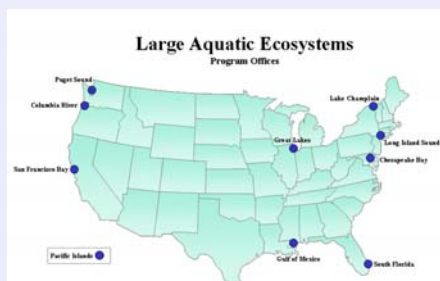 Large Aquatic Ecosystems
Program Offices
Puget Sound
Lake Champlain
Columbia River
Great Lakes
Long Island Sound
Chesapeake Bay
San Francisco Bay
Pacific Islands
Gulf of Mexico
South Florida